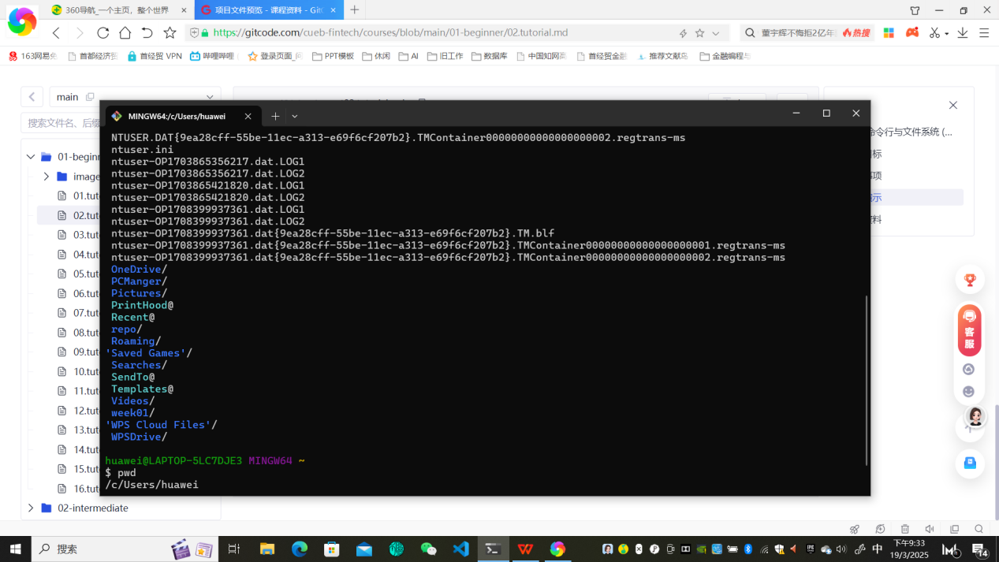 360导航_一个主页，整个世界
项目文件预览 - 课程资料 - Git
https://gitcode.com/cueb-fintech/courses/blob/main/01-beginner/02.tutorial.md
董宇辉不悔拒2亿年
热搜
163网易免
首都经济贸
首经贸 VPN
哔哩哔哩
登录页面_问
PPT模板
休闲
AI
旧工作
数据库
中国知网高
首经贸金融
推荐文献鸟
金融编程与
main
搜索文件名、后缀
01-beginn
image
01.tut
02.tut
03.tut
04.tut
05.tut
06.tut
07.tut
08.tut
09.tut
10.tut
11.tut
12.tut
13.tut
14.tut
15.tut
16.tut
02-intermediate
MINGW64:/c/Users/huawei
NTUSER.DAT{9ea28cff-55be-11ec-a313-e69f6cf207b2}.TMContainer00000000000000000002.regtrans-ms
ntuser.ini
ntuser-OP1703865356217.dat.LOG1
ntuser-OP1703865356217.dat.LOG2
ntuser-OP1703865421820.dat.LOG1
ntuser-OP1703865421820.dat.LOG2
ntuser-OP1708399937361.dat.LOG1
ntuser-OP1708399937361.dat.LOG2
ntuser-OP1708399937361.dat{9ea28cff-55be-11ec-a313-e69f6cf207b2}.TM.blf
ntuser-OP1708399937361.dat{9ea28cff-55be-11ec-a313-e69f6cf207b2}.TMContainer00000000000000000001.regtrans-ms
ntuser-OP1708399937361.dat{9ea28cff-55be-11ec-a313-e69f6cf207b2}.TMContainer00000000000000000002.regtrans-ms
OneDrive/
PCManger/
Pictures/
PrintHood@
Recent@
repo/
Roaming/
'Saved Games'/
Searches/
SendTo@
Templates@
Videos/
week01/
'WPS Cloud Files'/
WPSDrive/
huawei@LAPTOP-5LC7DJE3 MINGW64 ~
$ pwd
/c/Users/huawei
命令行与文件系统 (...
标
项
示
料
客服
搜索
中
下午9:33
19/3/2025
14